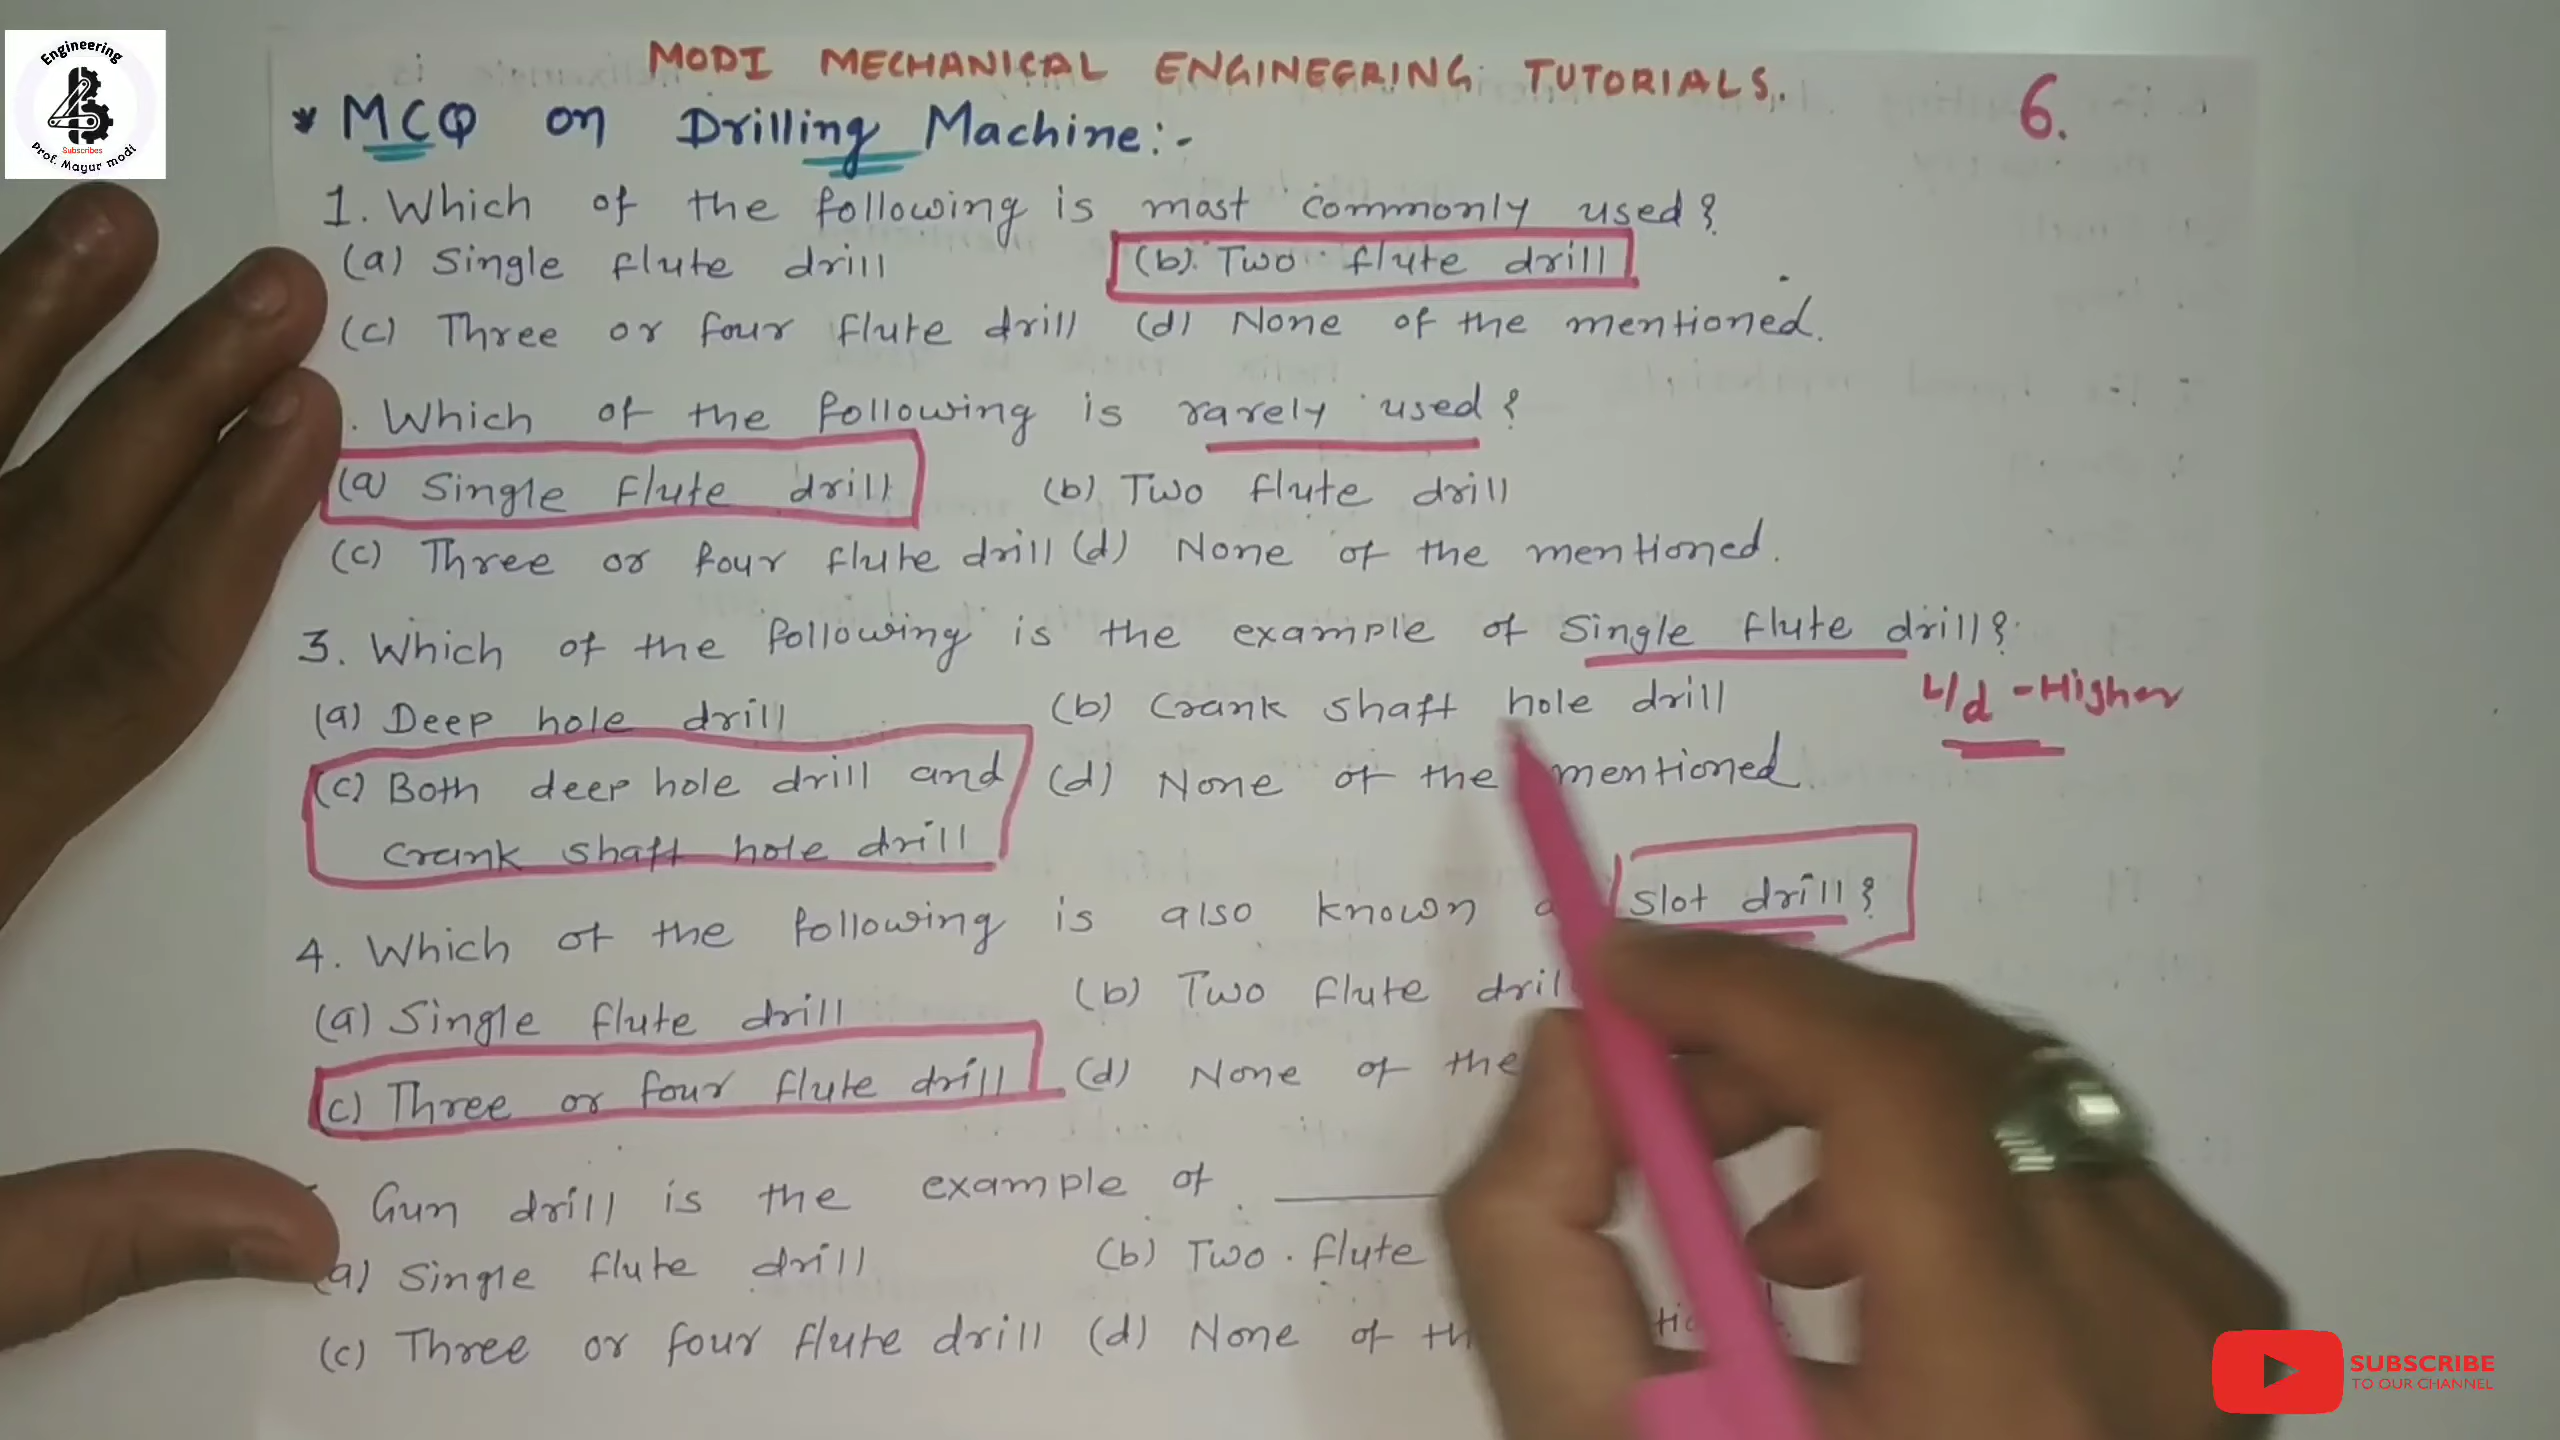 Engineering
Subscribes
Prof. Mayur modi
MODI MECHANICAL ENGINEERING TUTORIALS.
6.
* MCQ on Drilling Machine:-
1. Which of the following is most commonly used?
(a) Single flute drill (b) Two flute drill
(c) Three or four flute drill (d) None of the mentioned.
. Which of the following is rarely used?
(a) Single flute drill (b) Two flute drill
(c) Three or four flute drill (d) None of the mentioned.
3. Which of the following is the example of Single flute drill?
(a) Deep hole drill (b) Crank shaft hole drill
L/d - Higher
(c) Both deep hole drill and (d) None of the mentioned
crank shaft hole drill
4. Which of the following is also known a slot drill?
(a) Single flute drill (b) Two flute dril
(c) Three or four flute drill (d) None of the
Gun drill is the example of ______
(a) Single flute drill (b) Two flute
(c) Three or four flute drill (d) None of th
SUBSCRIBE
TO OUR CHANNEL